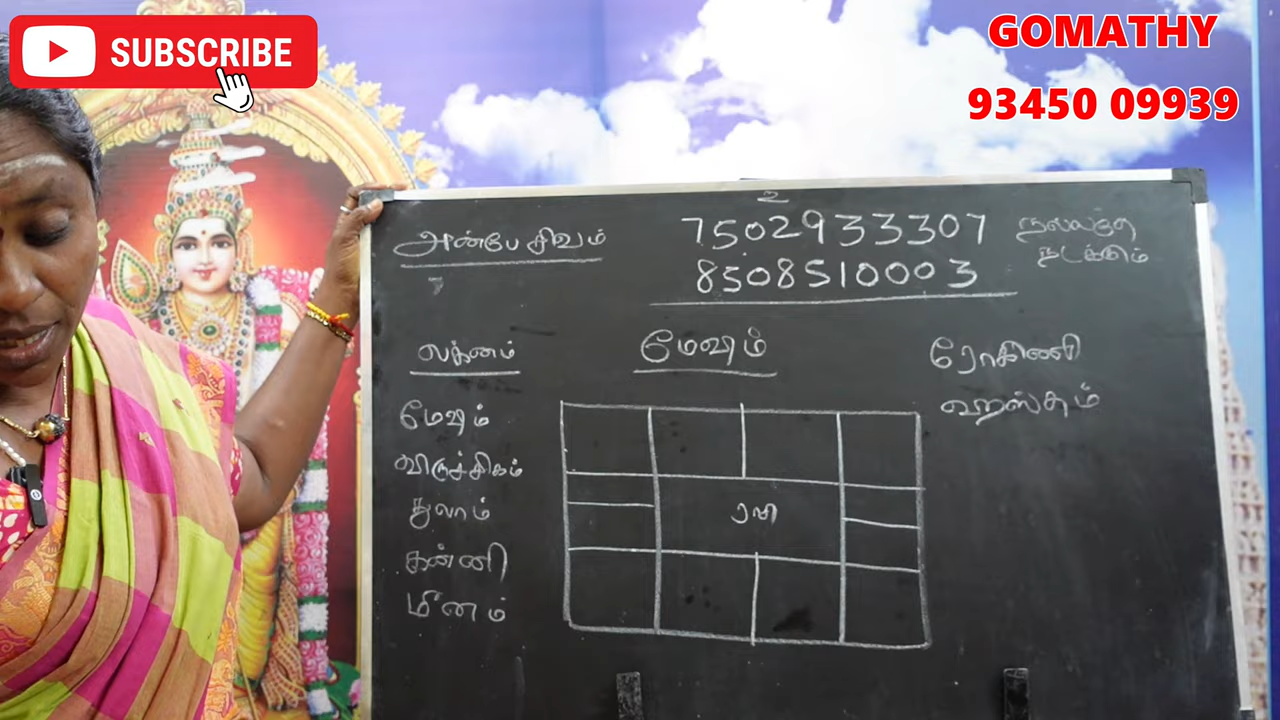 SUBSCRIBE
GOMATHY
93450 09939
2
அன்பே சிவம்
7502933307
நல்லதே
நடக்கும்
8508510003
லக்னம்
மேஷம்
ரோகிணி
ஹஸ்தம்
மேஷம்
விருச்சிகம்
துலாம்
கன்னி
மீனம்
ராசி